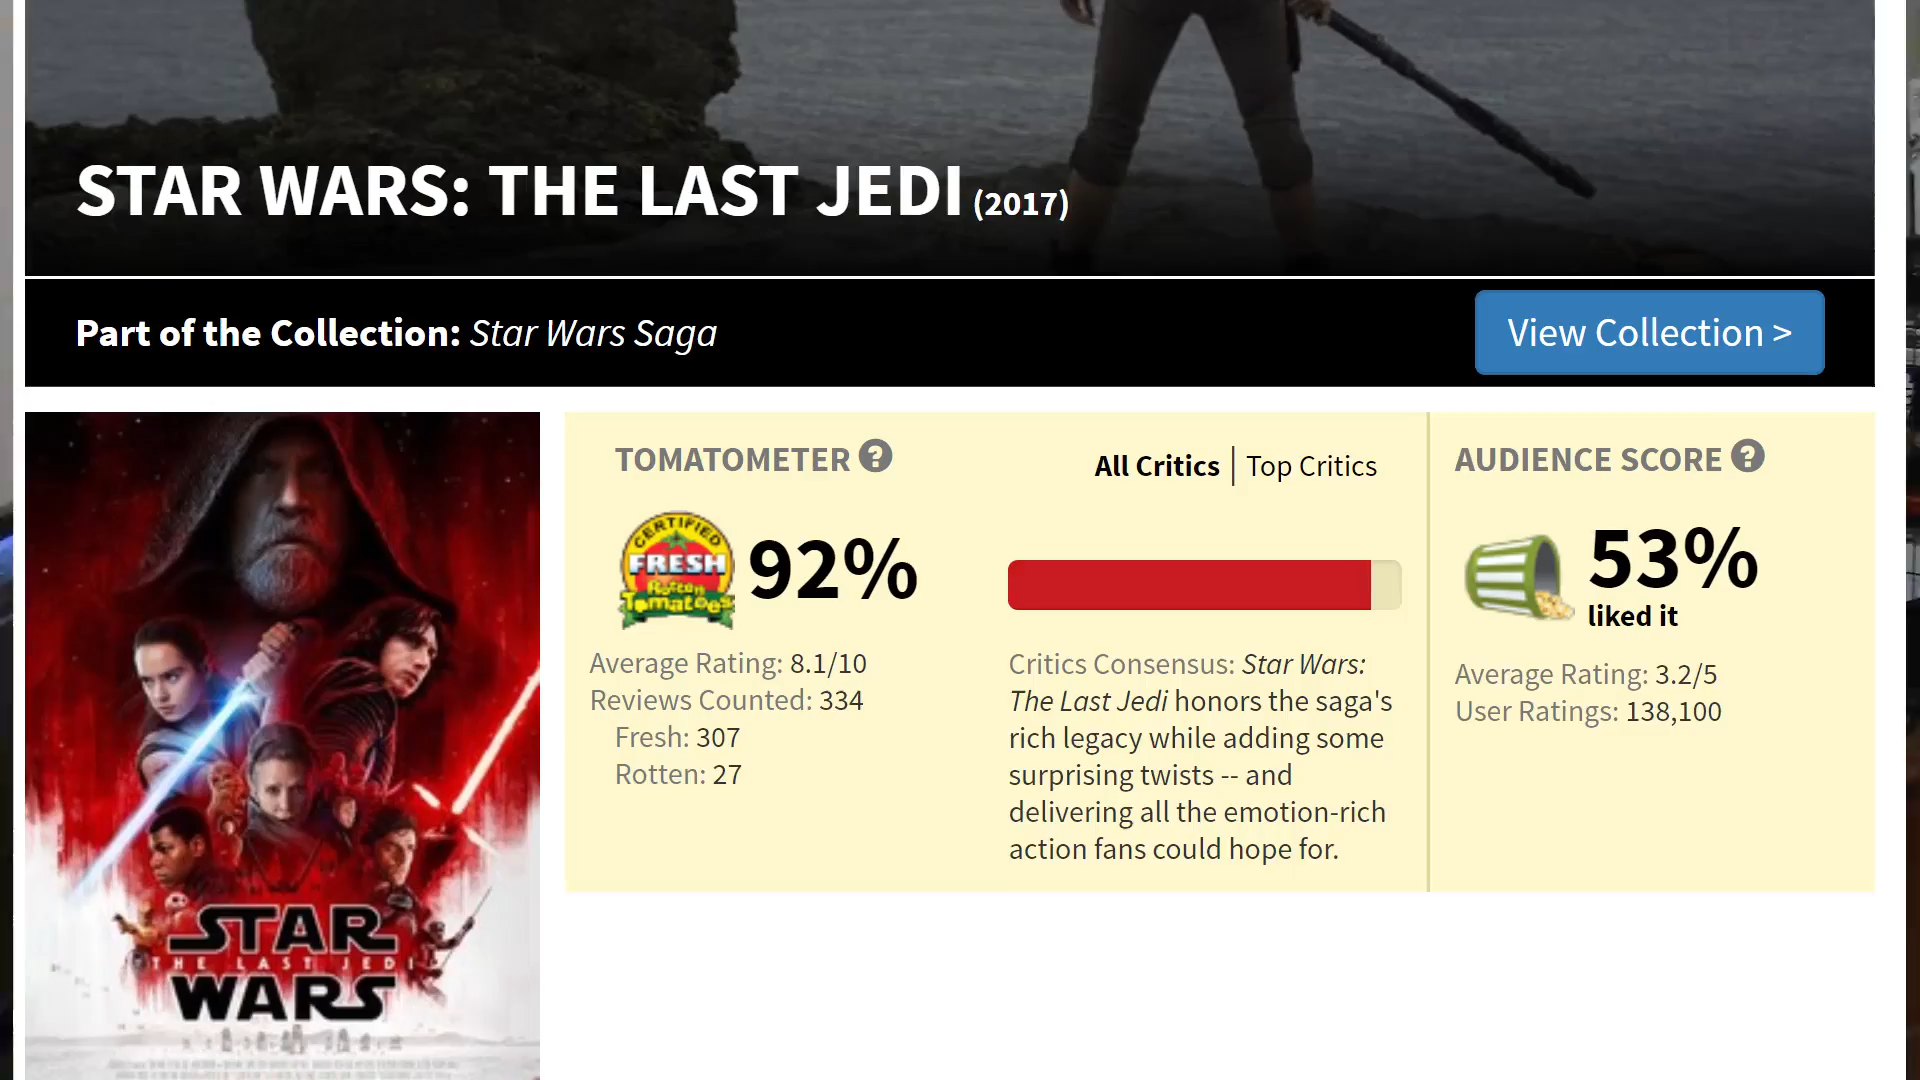 STAR WARS: THE LAST JEDI (2017)
Part of the Collection: Star Wars Saga
View Collection >
TOMATOMETER ?
All Critics | Top Critics
CERTIFIED
FRESH
Rotten
Tomatoes
92%
Average Rating: 8.1/10
Reviews Counted: 334
Fresh: 307
Rotten: 27
Critics Consensus: Star Wars:
The Last Jedi honors the saga's
rich legacy while adding some
surprising twists -- and
delivering all the emotion-rich
action fans could hope for.
AUDIENCE SCORE ?
53%
liked it
Average Rating: 3.2/5
User Ratings: 138,100
STAR
THE LAST JEDI
WARS